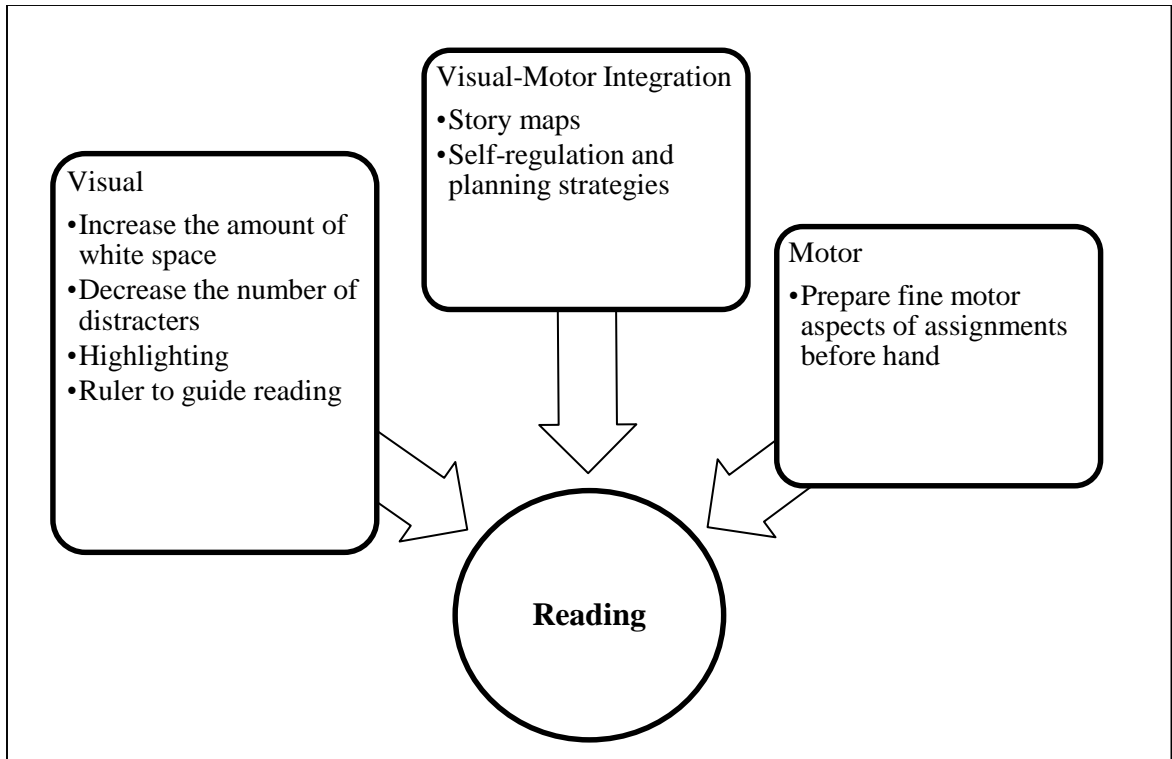 Visual-Motor Integration
•Story maps
•Self-regulation and
planning strategies
Visual
•Increase the amount of
white space
•Decrease the number of
distracters
•Highlighting
•Ruler to guide reading
Motor
•Prepare fine motor
aspects of assignments
before hand
Reading